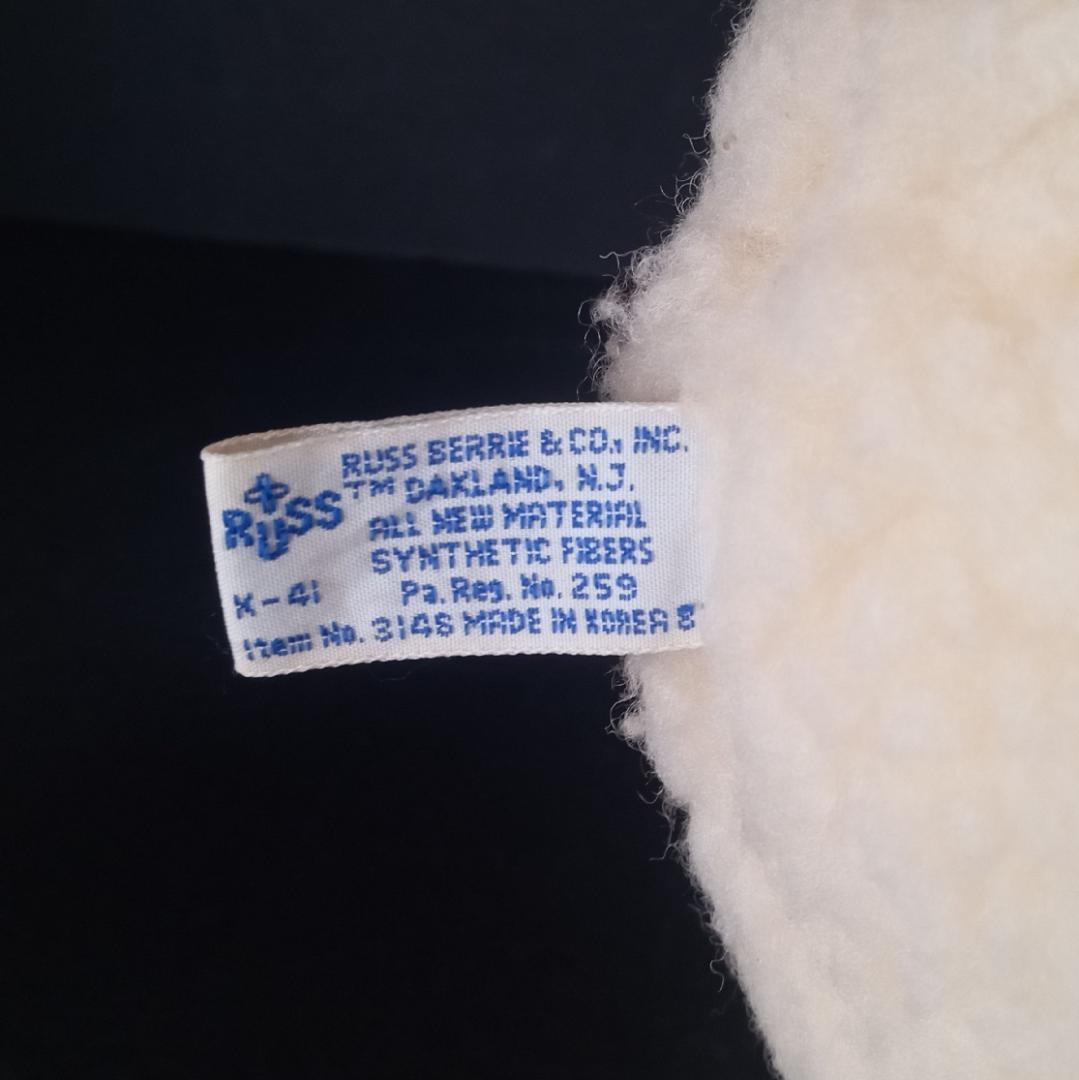 RUSS BERRIE & CO., INC.
RUSS ™ OAKLAND, N.J.
ALL NEW MATERIAL
SYNTHETIC FIBERS
K-41 Pa. Reg. No. 259
Item No. 3148 MADE IN KOREA